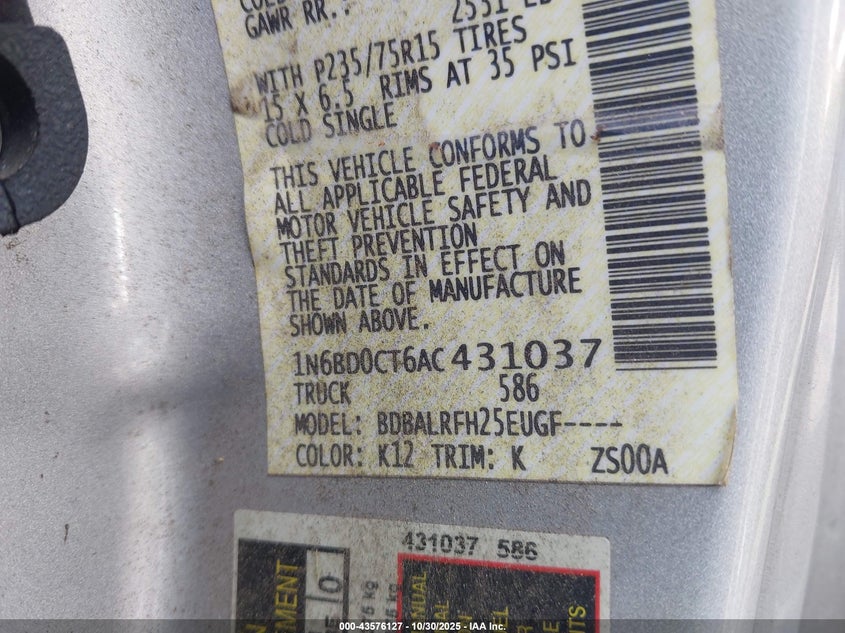 GAWR RR.: 2551 LB
WITH P235/75R15 TIRES
15 X 6.5 RIMS AT 35 PSI
COLD SINGLE
THIS VEHICLE CONFORMS TO
ALL APPLICABLE FEDERAL
MOTOR VEHICLE SAFETY AND
THEFT PREVENTION
STANDARDS IN EFFECT ON
THE DATE OF MANUFACTURE
SHOWN ABOVE.
1N6BD0CT6AC431037
TRUCK 586
MODEL: BDBALRFH25EUGF----
COLOR: K12 TRIM: K ZS00A
431037 586
000-43576127 - 10/30/2025 - IAA Inc.